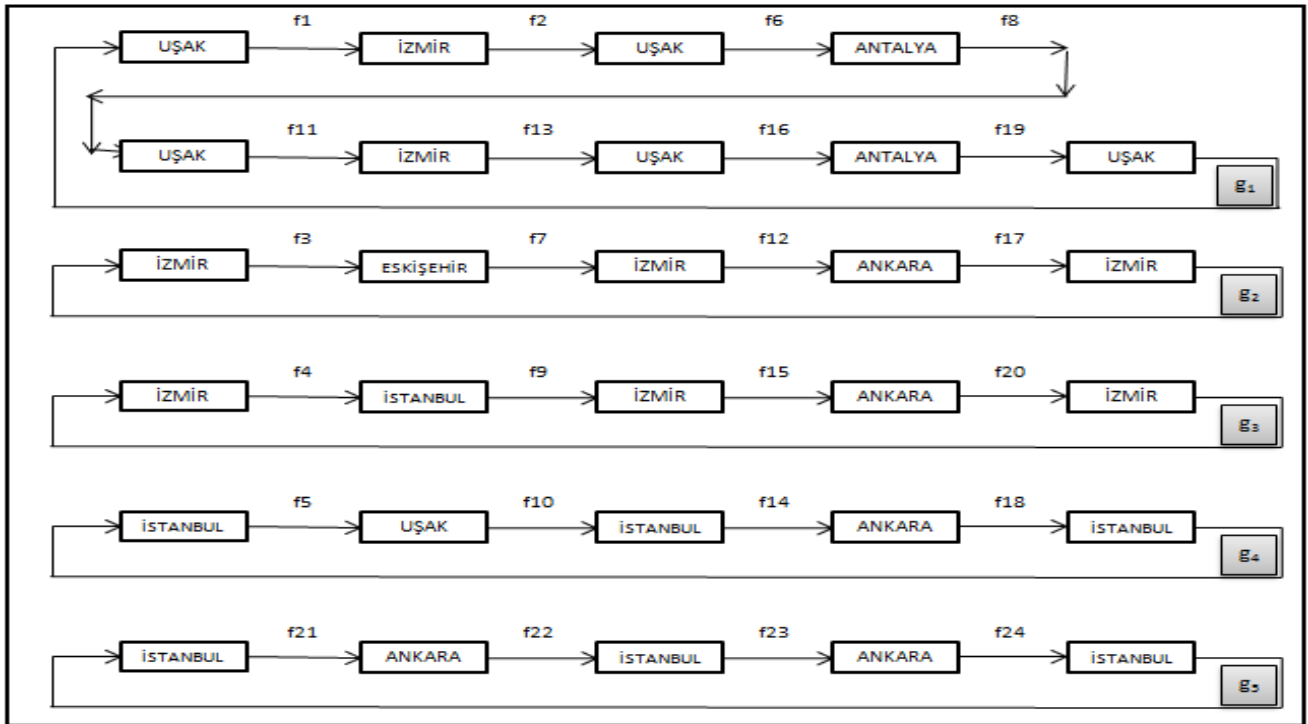 f1 f2 f6 f8
UŞAK İZMİR UŞAK ANTALYA
f11 f13 f16 f19
UŞAK İZMİR UŞAK ANTALYA UŞAK
g₁
f3 f7 f12 f17
İZMİR ESKİŞEHİR İZMİR ANKARA İZMİR
g₂
f4 f9 f15 f20
İZMİR İSTANBUL İZMİR ANKARA İZMİR
g₃
f5 f10 f14 f18
İSTANBUL UŞAK İSTANBUL ANKARA İSTANBUL
g₄
f21 f22 f23 f24
İSTANBUL ANKARA İSTANBUL ANKARA İSTANBUL
g₅